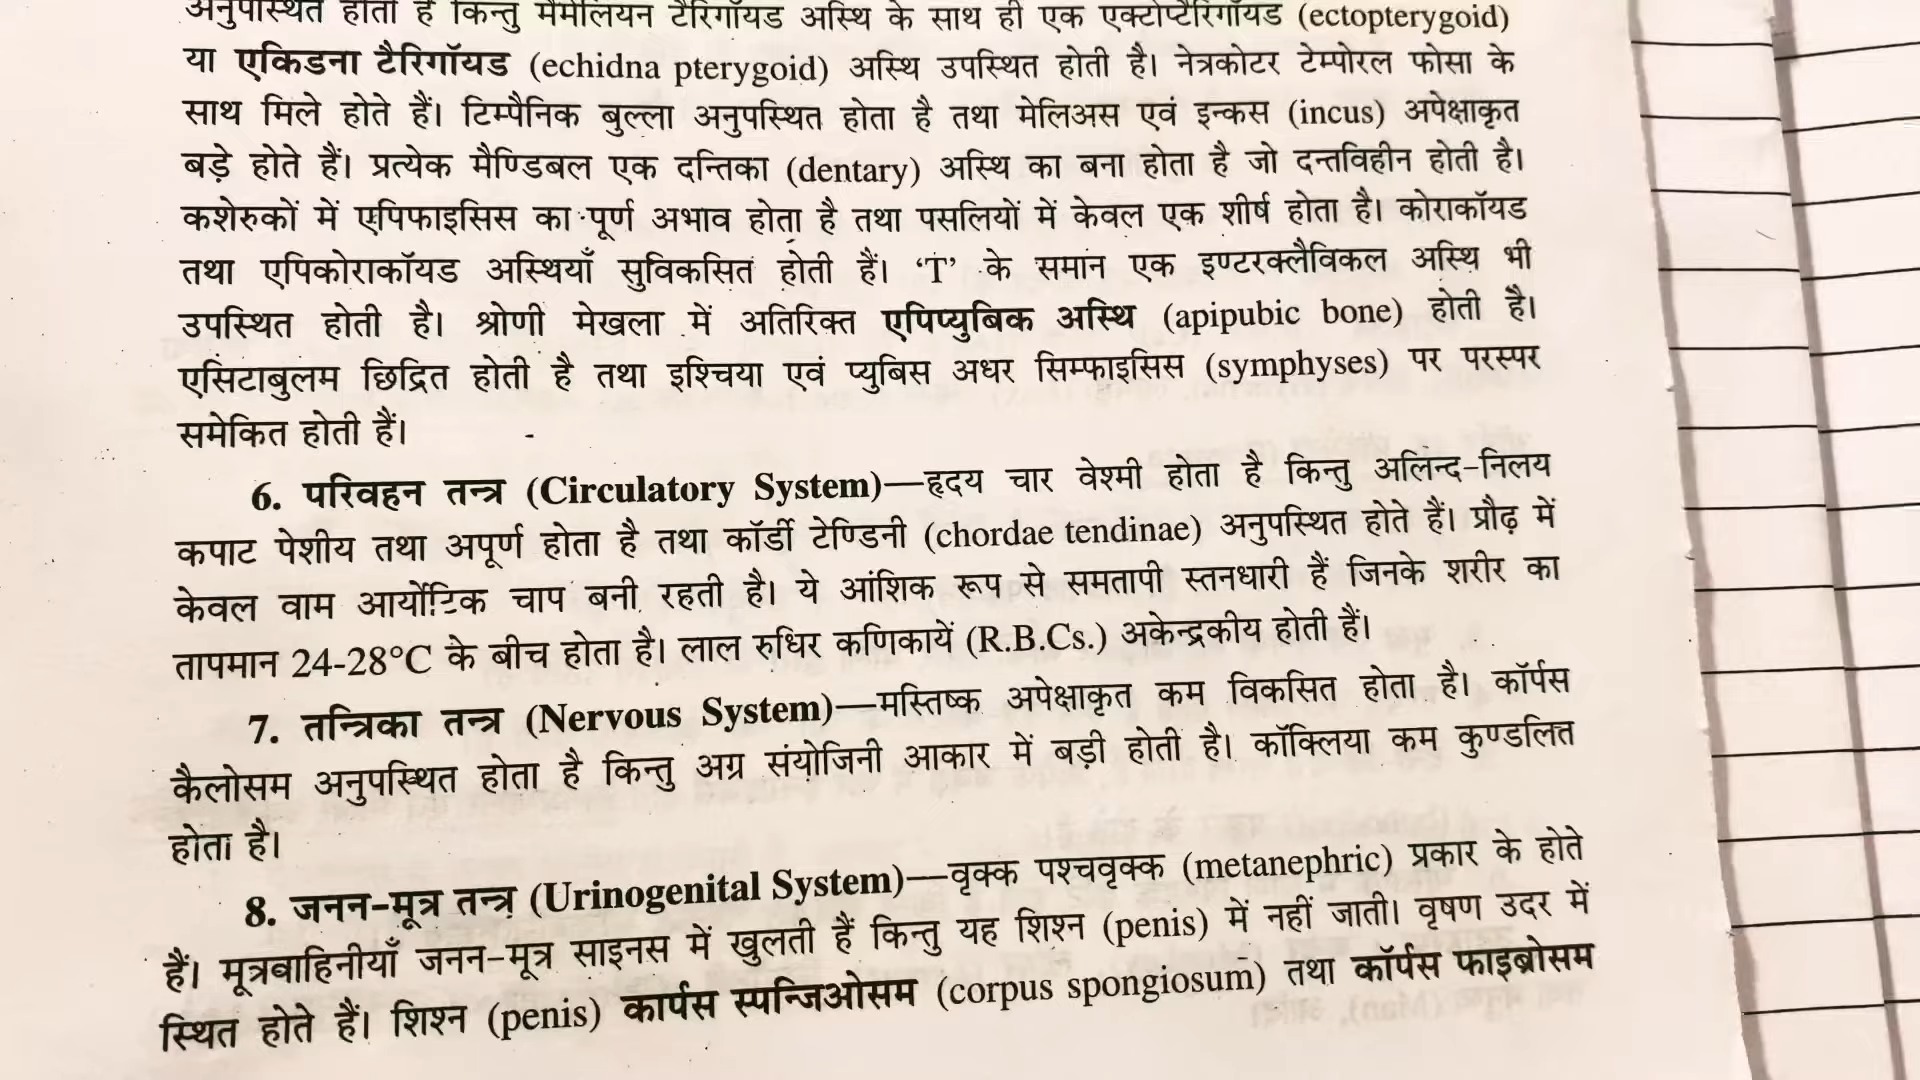 अनुपस्थित होता है किन्तु मैमेलियन टैरिगॉयड अस्थि के साथ ही एक एक्टोप्टैरिगॉयड (ectopterygoid)
या एकिडना टैरिगॉयड (echidna pterygoid) अस्थि उपस्थित होती है। नेत्रकोटर टेम्पोरल फोसा के
साथ मिले होते हैं। टिम्पैनिक बुल्ला अनुपस्थित होता है तथा मेलिअस एवं इन्कस (incus) अपेक्षाकृत
बड़े होते हैं। प्रत्येक मैण्डिबल एक दन्तिका (dentary) अस्थि का बना होता है जो दन्तविहीन होती है।
कशेरुकों में एपिफाइसिस का पूर्ण अभाव होता है तथा पसलियों में केवल एक शीर्ष होता है। कोराकॉयड
तथा एपिकोराकॉयड अस्थियाँ सुविकसित होती हैं। ‘T’ के समान एक इण्टरक्लैविकल अस्थि भी
उपस्थित होती है। श्रोणी मेखला में अतिरिक्त एपिप्युबिक अस्थि (apipubic bone) होती है।
एसिटाबुलम छिद्रित होती है तथा इश्चिया एवं प्युबिस अधर सिम्फाइसिस (symphyses) पर परस्पर
समेकित होती हैं।
6. परिवहन तन्त्र (Circulatory System)—हृदय चार वेश्मी होता है किन्तु अलिन्द-निलय
कपाट पेशीय तथा अपूर्ण होता है तथा कॉर्डी टेण्डिनी (chordae tendinae) अनुपस्थित होते हैं। प्रौढ़ में
केवल वाम आर्योटिक चाप बनी रहती है। ये आंशिक रूप से समतापी स्तनधारी हैं जिनके शरीर का
तापमान 24-28°C के बीच होता है। लाल रुधिर कणिकायें (R.B.Cs.) अकेन्द्रकीय होती हैं।
7. तन्त्रिका तन्त्र (Nervous System)—मस्तिष्क अपेक्षाकृत कम विकसित होता है। कॉर्पस
कैलोसम अनुपस्थित होता है किन्तु अग्र संयोजिनी आकार में बड़ी होती है। कॉक्लिया कम कुण्डलित
होता है।
8. जनन-मूत्र तन्त्र (Urinogenital System)—वृक्क पश्चवृक्क (metanephric) प्रकार के होते
हैं। मूत्रवाहिनीयाँ जनन-मूत्र साइनस में खुलती हैं किन्तु यह शिश्न (penis) में नहीं जाती। वृषण उदर में
स्थित होते हैं। शिश्न (penis) कार्पस स्पन्जिओसम (corpus spongiosum) तथा कॉर्पस फाइब्रोसम